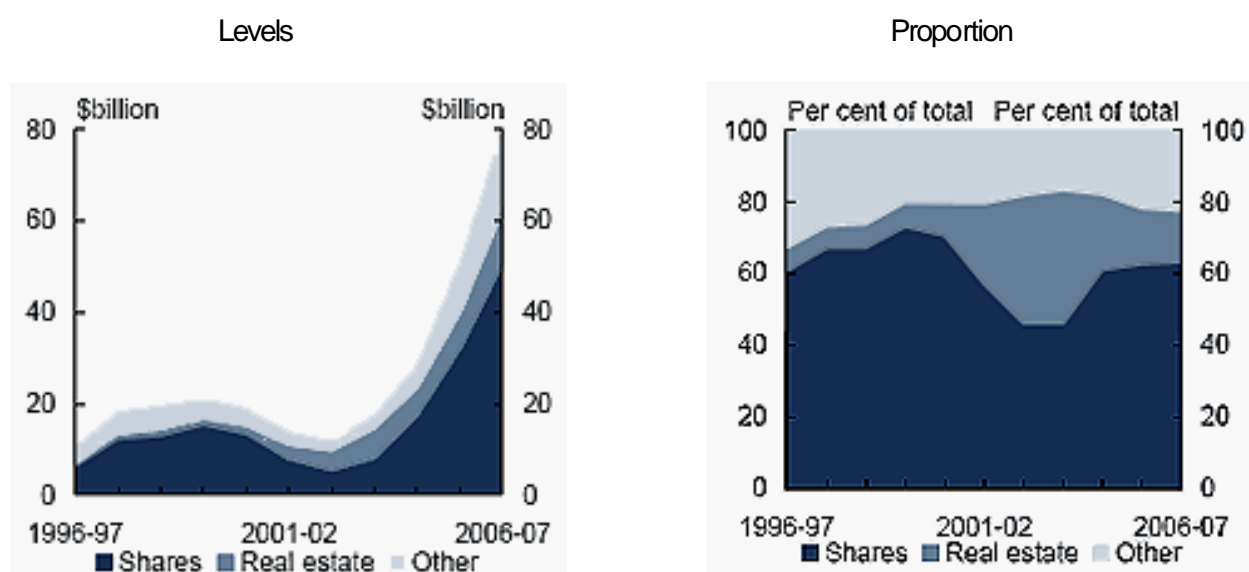 Levels
Proportion
$billion $billion
80 80
60 60
40 40
20 20
0 0
1996-97 2001-02 2006-07
Shares Real estate Other
Per cent of total Per cent of total
100 100
80 80
60 60
40 40
20 20
0 0
1996-97 2001-02 2006-07
Shares Real estate Other